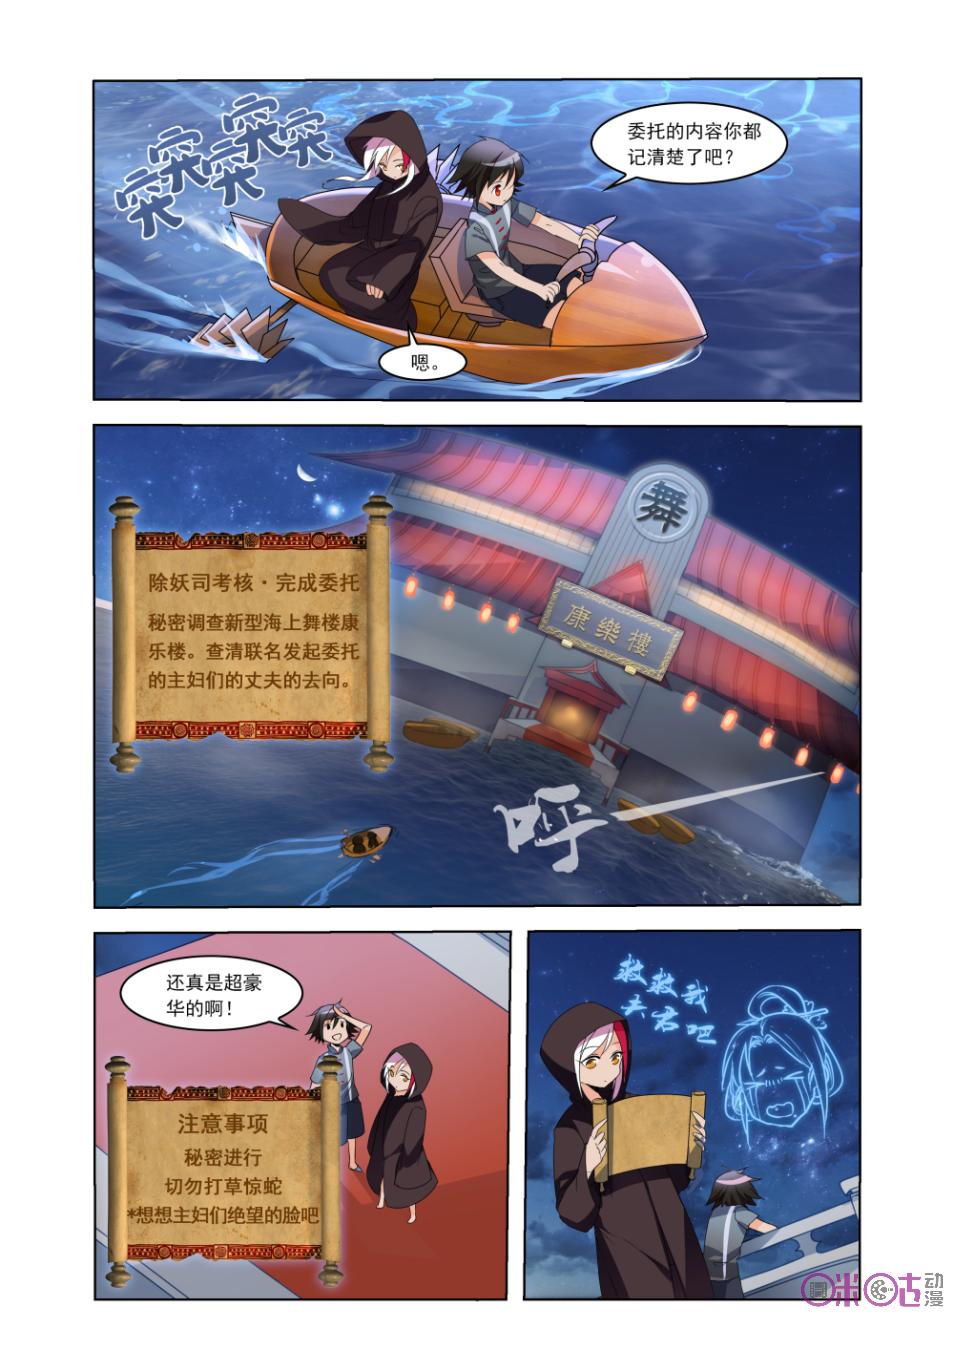 突突突突突
委托的内容你都
记清楚了吧？
嗯。
舞
康樂樓
除妖司考核·完成委托
秘密调查新型海上舞楼康
乐楼。查清联名发起委托
的主妇们的丈夫的去向。
呼
还真是超豪
华的啊！
注意事项
秘密进行
切勿打草惊蛇
*想想主妇们绝望的脸吧
救救我
夫君吧
咪咕动漫